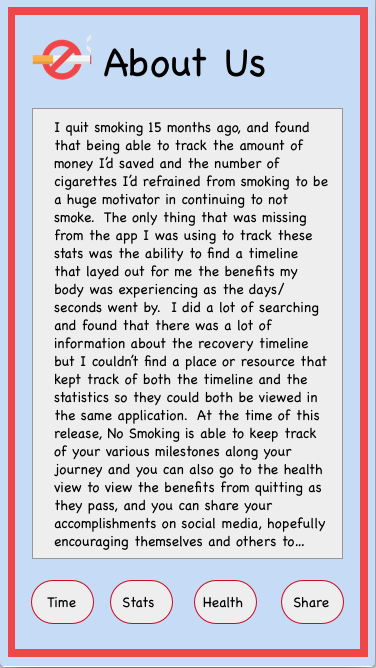 About Us
I quit smoking 15 months ago, and found
that being able to track the amount of
money I'd saved and the number of
cigarettes I'd refrained from smoking to be
a huge motivator in continuing to not
smoke.  The only thing that was missing
from the app I was using to track these
stats was the ability to find a timeline
that layed out for me the benefits my
body was experiencing as the days/
seconds went by.  I did a lot of searching
and found that there was a lot of
information about the recovery timeline
but I couldn't find a place or resource that
kept track of both the timeline and the
statistics so they could both be viewed in
the same application.  At the time of this
release, No Smoking is able to keep track
of your various milestones along your
journey and you can also go to the health
view to view the benefits from quitting as
they pass, and you can share your
accomplishments on social media, hopefully
encouraging themselves and others to...
Time Stats Health Share